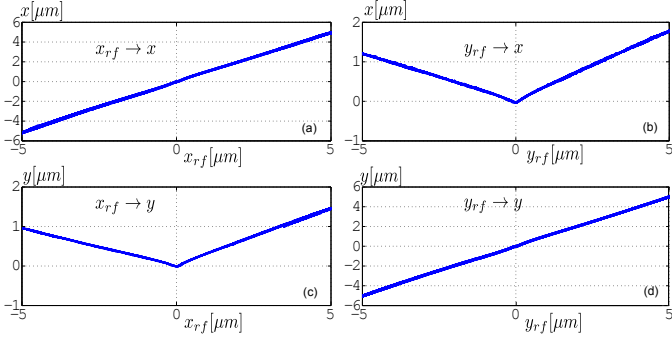 x[μm]
6
4
2
0
−2
−4
−6
x_rf → x
(a)
−5 0 5
x_rf[μm]
x[μm]
2
1
0
−1
y_rf → x
(b)
−5 0 5
y_rf[μm]
y[μm]
2
1
0
−1
x_rf → y
(c)
−5 0 5
x_rf[μm]
y[μm]
6
4
2
0
−2
−4
−6
y_rf → y
(d)
−5 0 5
y_rf[μm]